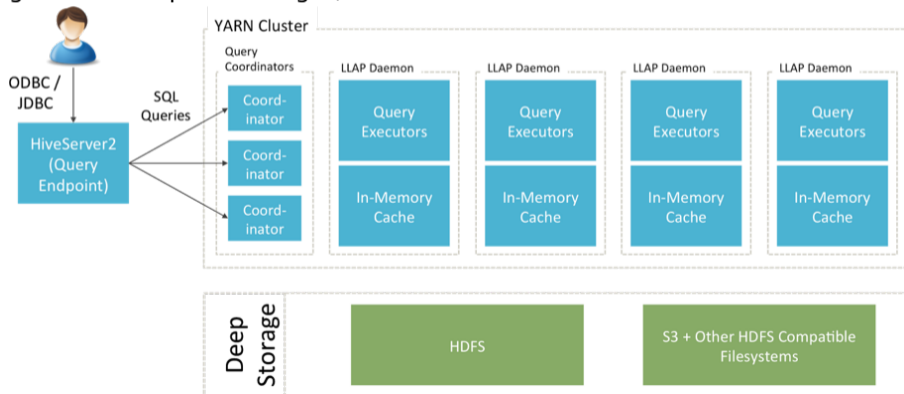 YARN Cluster
ODBC /
JDBC
HiveServer2
(Query
Endpoint)
SQL
Queries
Query
Coordinators
Coord-
inator
Coord-
inator
Coord-
inator
LLAP Daemon
Query
Executors
In-Memory
Cache
LLAP Daemon
Query
Executors
In-Memory
Cache
LLAP Daemon
Query
Executors
In-Memory
Cache
LLAP Daemon
Query
Executors
In-Memory
Cache
Deep
Storage
HDFS
S3 + Other HDFS Compatible
Filesystems